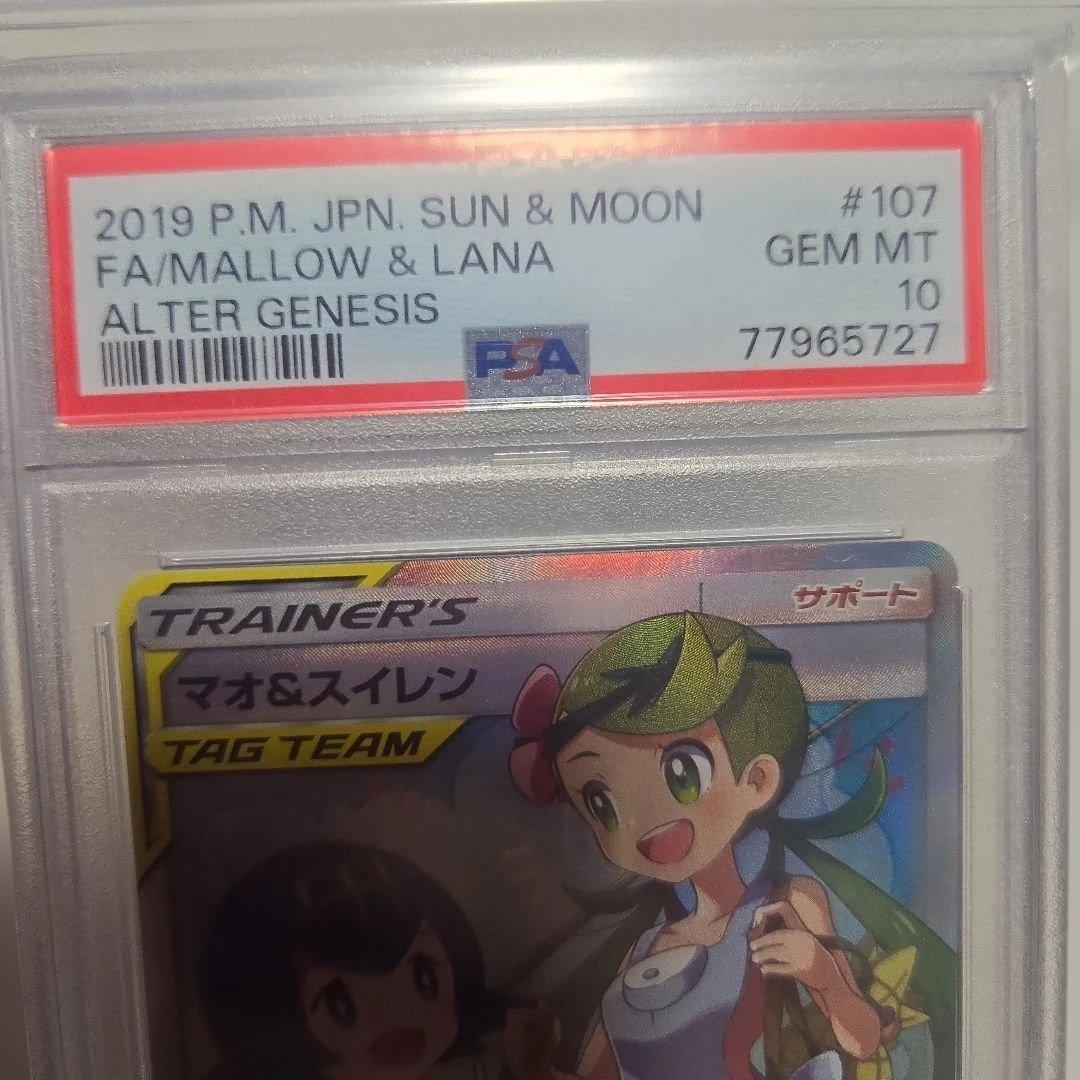 2019 P.M. JPN. SUN & MOON #107
FA/MALLOW & LANA GEM MT
ALTER GENESIS 10
PSA 77965727
TRAINER'S サポート
マオ&スイレン
TAG TEAM